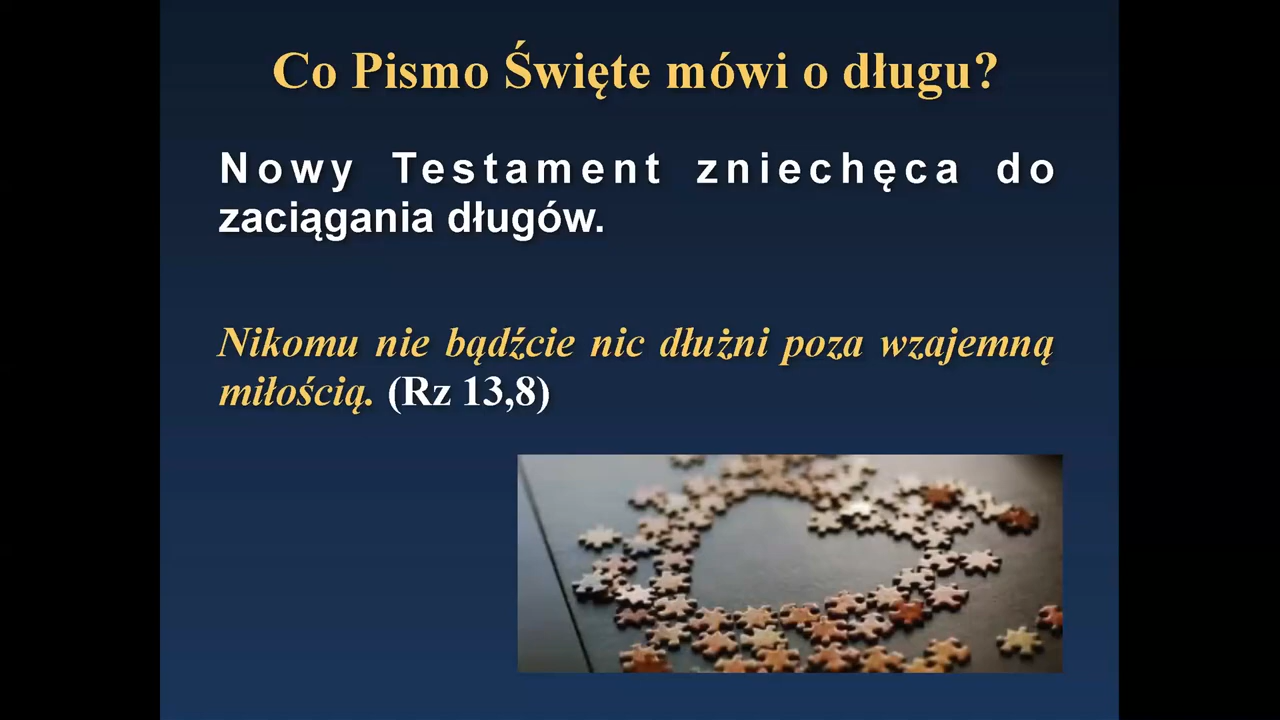 Co Pismo Święte mówi o długu?
Nowy Testament zniechęca do
zaciągania długów.
Nikomu nie bądźcie nic dłużni poza wzajemną
miłością. (Rz 13,8)